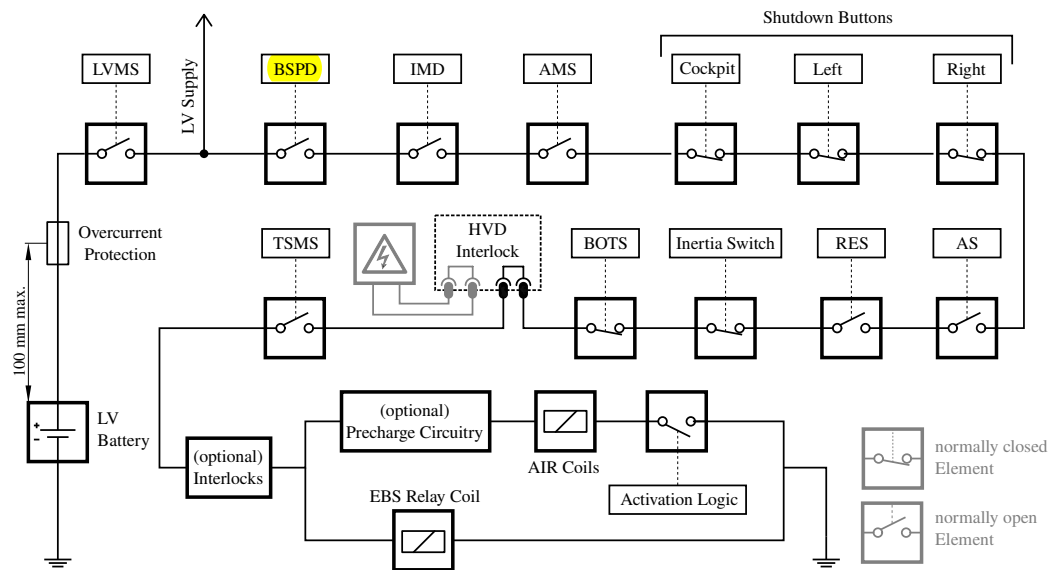 Shutdown Buttons
LVMS
BSPD
IMD
AMS
Cockpit
Left
Right
LV Supply
Overcurrent
Protection
100 mm max.
TSMS
HVD
Interlock
BOTS
Inertia Switch
RES
AS
+
-
LV
Battery
(optional)
Interlocks
(optional)
Precharge Circuitry
AIR Coils
Activation Logic
EBS Relay Coil
normally closed
Element
normally open
Element